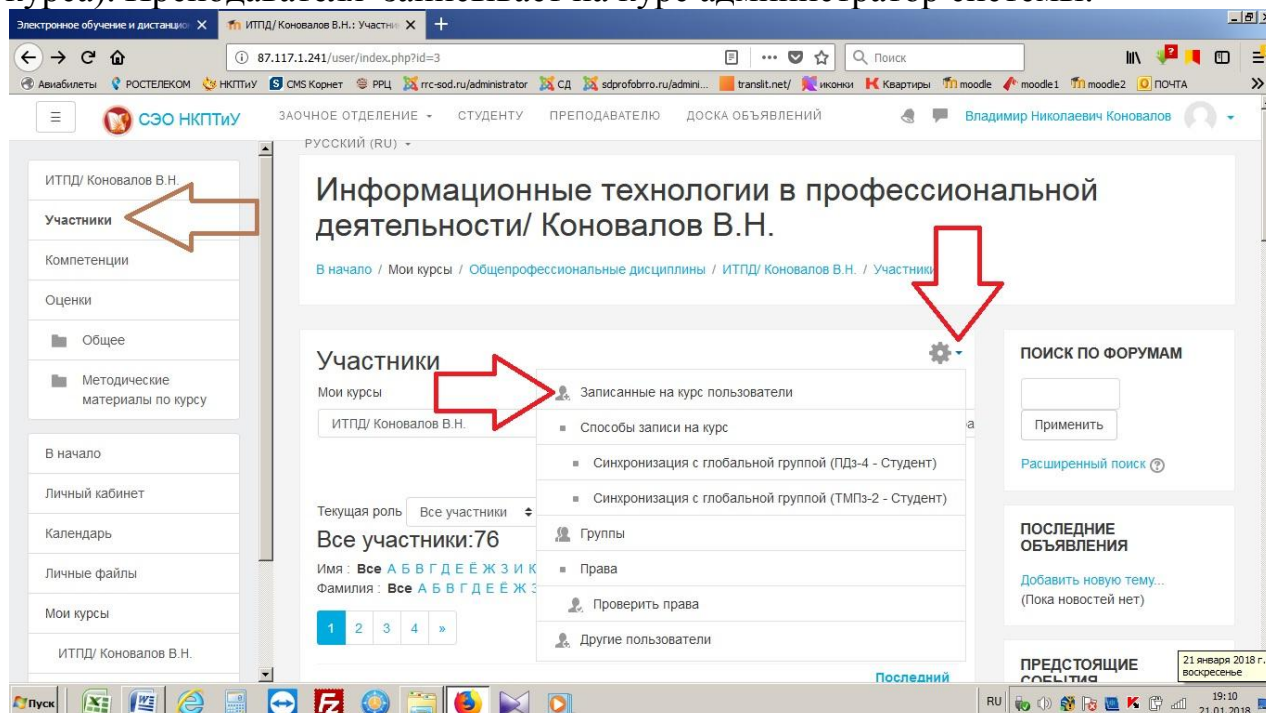 курса). Преподавателя записывает на курс администратор системы.
Электронное обучение и дистанцио
ИТПД/ Коновалов В.Н.: Участни
87.117.1.241/user/index.php?id=3
Поиск
Авиабилеты РОСТЕЛЕКОМ НКПТиУ CMS Корнет РРЦ rrc-sod.ru/administrator СД sdprofobrro.ru/admini... translit.net/ иконки Квартиры moodle moodle1 moodle2 ПОЧТА
СЭО НКПТиУ ЗАОЧНОЕ ОТДЕЛЕНИЕ СТУДЕНТУ ПРЕПОДАВАТЕЛЮ ДОСКА ОБЪЯВЛЕНИЙ Владимир Николаевич Коновалов
РУССКИЙ (RU)
ИТПД/ Коновалов В.Н.
Участники
Компетенции
Оценки
Общее
Методические
материалы по курсу
В начало
Личный кабинет
Календарь
Личные файлы
Мои курсы
ИТПД/ Коновалов В.Н.
Информационные технологии в профессиональной
деятельности/ Коновалов В.Н.
В начало / Мои курсы / Общепрофессиональные дисциплины / ИТПД/ Коновалов В.Н. / Участники
Участники
Мои курсы
ИТПД/ Коновалов В.Н.
Текущая роль Все участники
Все участники:76
Имя : Все А Б В Г Д Е Ё Ж З И К
Фамилия : Все А Б В Г Д Е Ё Ж З
1 2 3 4 »
Записанные на курс пользователи
Способы записи на курс
Синхронизация с глобальной группой (ПДз-4 - Студент)
Синхронизация с глобальной группой (ТМПз-2 - Студент)
Группы
Права
Проверить права
Другие пользователи
Последний
ПОИСК ПО ФОРУМАМ
Применить
Расширенный поиск
ПОСЛЕДНИЕ
ОБЪЯВЛЕНИЯ
Добавить новую тему...
(Пока новостей нет)
ПРЕДСТОЯЩИЕ
СОБЫТИЯ
21 января 2018 г.
воскресенье
Пуск
RU
19:10
21.01.2018